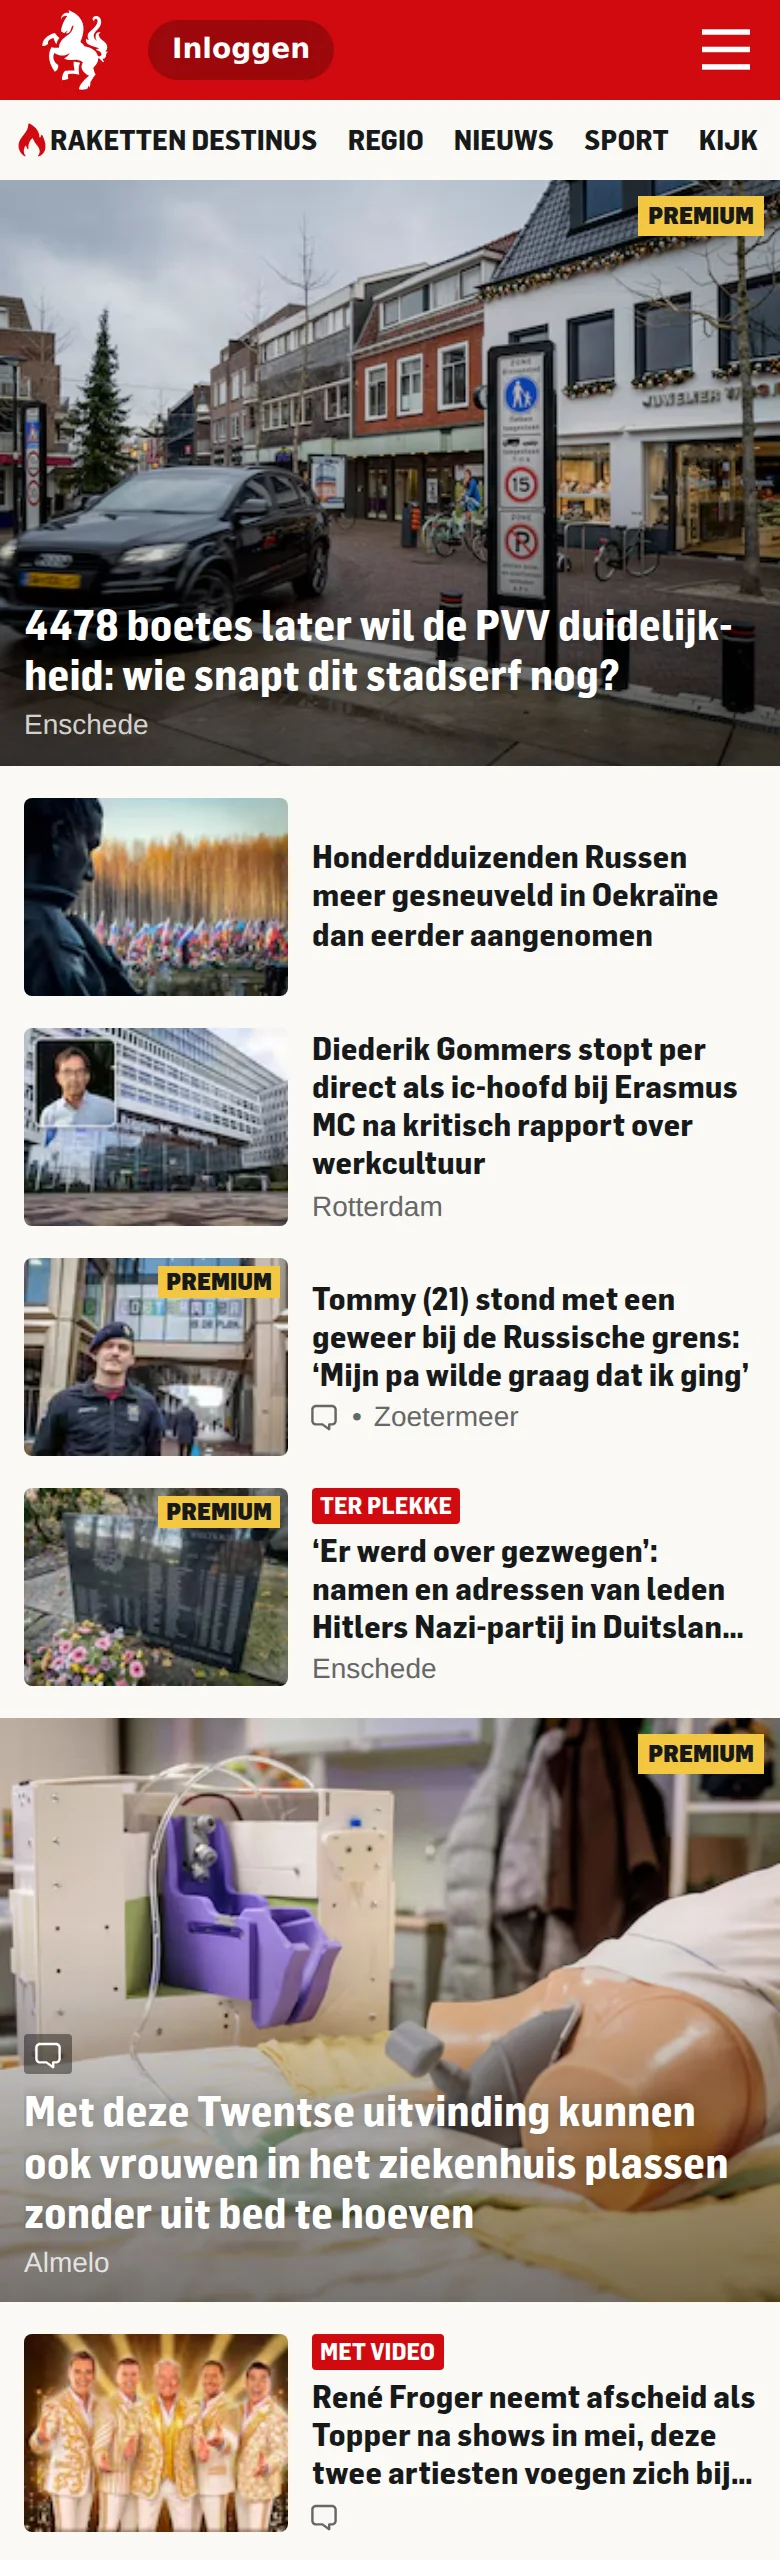 Inloggen
RAKETTEN DESTINUS REGIO NIEUWS SPORT KIJK
PREMIUM
ZONE
15
ZONE
P
JUWELIER
4478 boetes later wil de PVV duidelijk-
heid: wie snapt dit stadserf nog?
Enschede
Honderdduizenden Russen
meer gesneuveld in Oekraïne
dan eerder aangenomen
Diederik Gommers stopt per
direct als ic-hoofd bij Erasmus
MC na kritisch rapport over
werkcultuur
Rotterdam
PREMIUM
Tommy (21) stond met een
geweer bij de Russische grens:
‘Mijn pa wilde graag dat ik ging’
• Zoetermeer
PREMIUM
TER PLEKKE
‘Er werd over gezwegen’:
namen en adressen van leden
Hitlers Nazi-partij in Duitslan...
Enschede
PREMIUM
Met deze Twentse uitvinding kunnen
ook vrouwen in het ziekenhuis plassen
zonder uit bed te hoeven
Almelo
MET VIDEO
René Froger neemt afscheid als
Topper na shows in mei, deze
twee artiesten voegen zich bij...